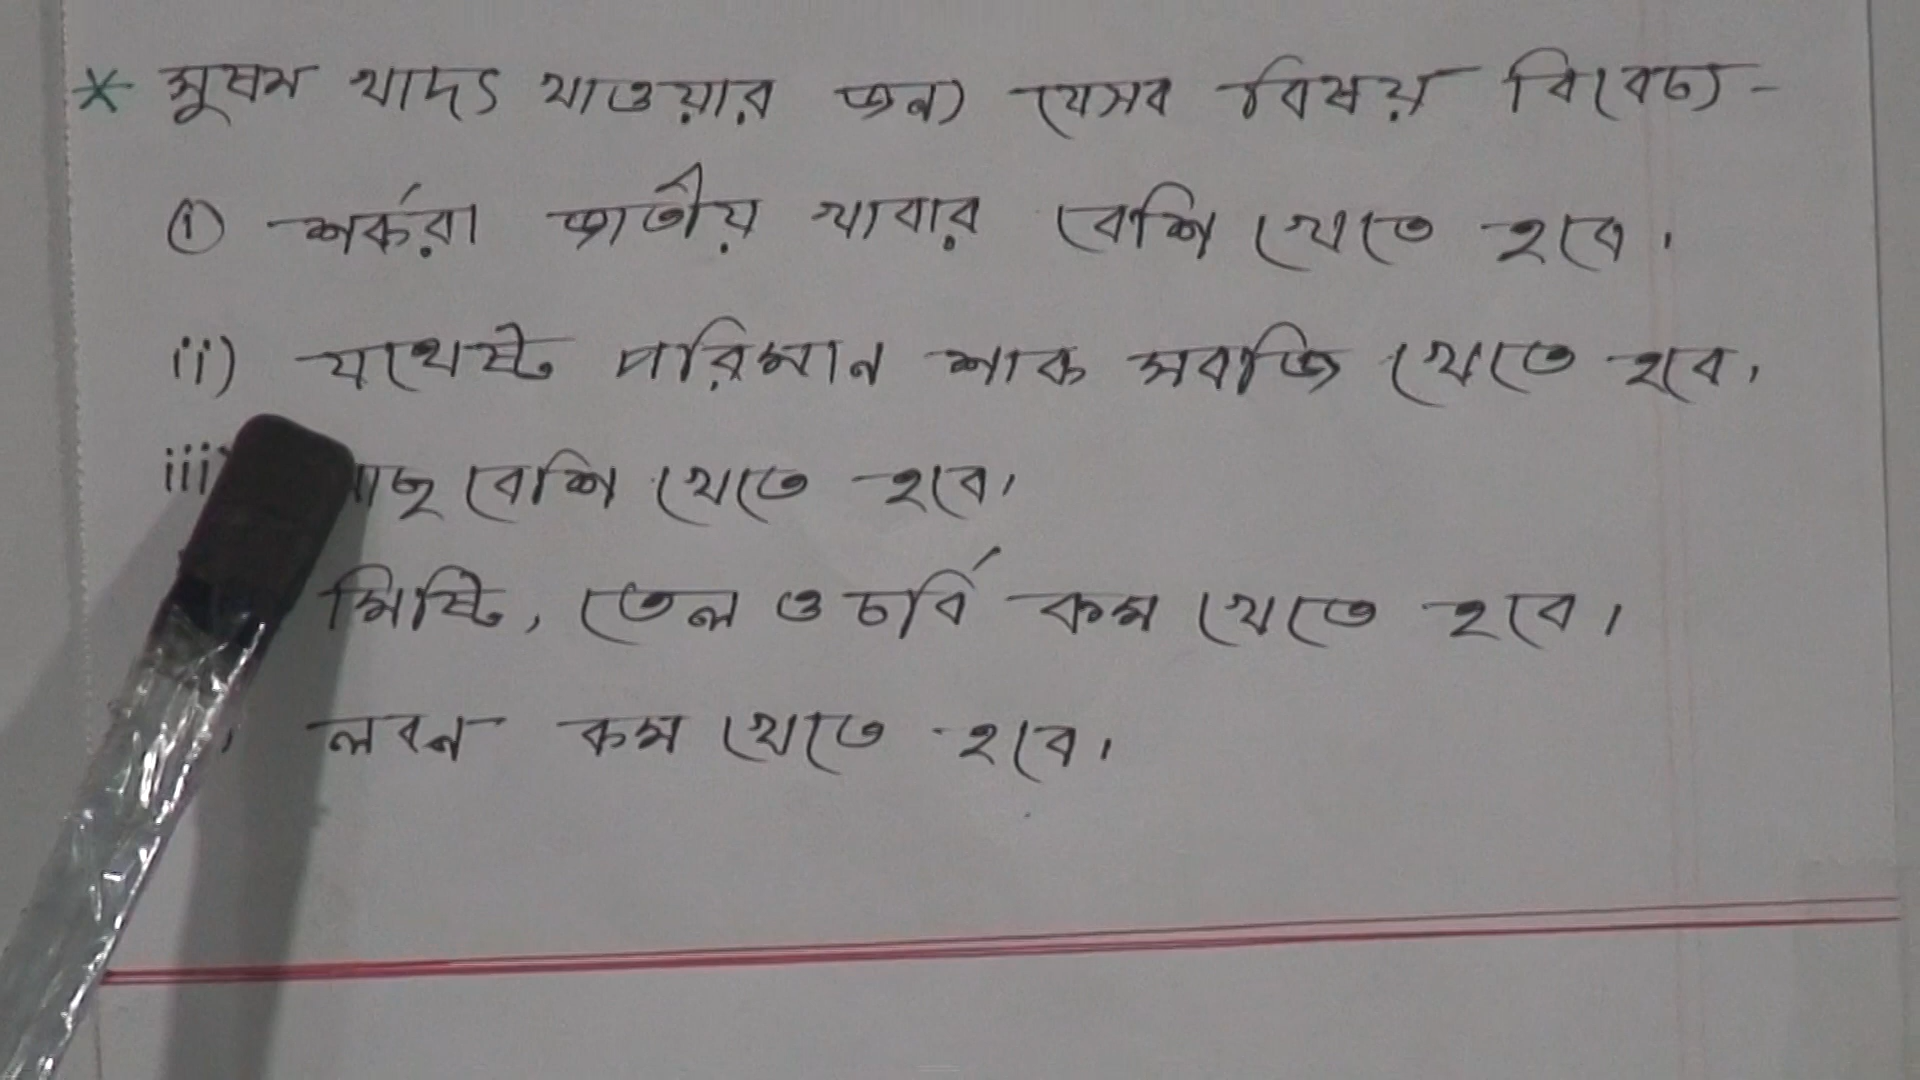 * সুষম খাদ্য খাওয়ার জন্য যেসব বিষয় বিবেচ্য -
① শর্করা জাতীয় খাবার বেশি খেতে হবে।
ii) যথেষ্ট পরিমান শাক সবজি খেতে হবে।
iii) বেশি খেতে হবে।
মিষ্টি, তেল ও চর্বি কম খেতে হবে।
লবন কম খেতে হবে।